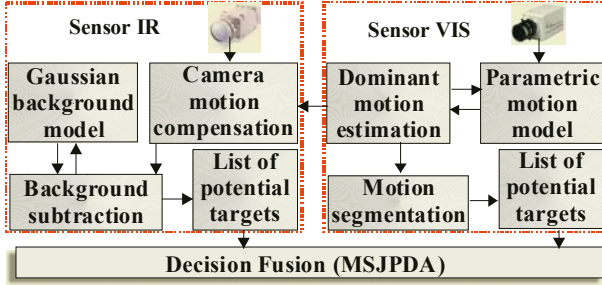 Sensor IR
Gaussian
background
model
Camera
motion
compensation
Background
subtraction
List of
potential
targets
Sensor VIS
Dominant
motion
estimation
Parametric
motion
model
Motion
segmentation
List of
potential
targets
Decision Fusion (MSJPDA)